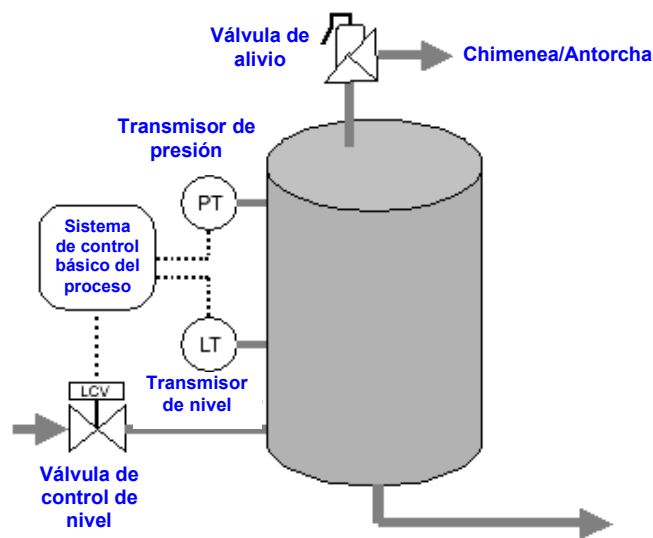 Válvula de
alivio
Chimenea/Antorcha
Transmisor de
presión
PT
Sistema
de control
básico del
proceso
LT
Transmisor
de nivel
LCV
Válvula de
control de
nivel